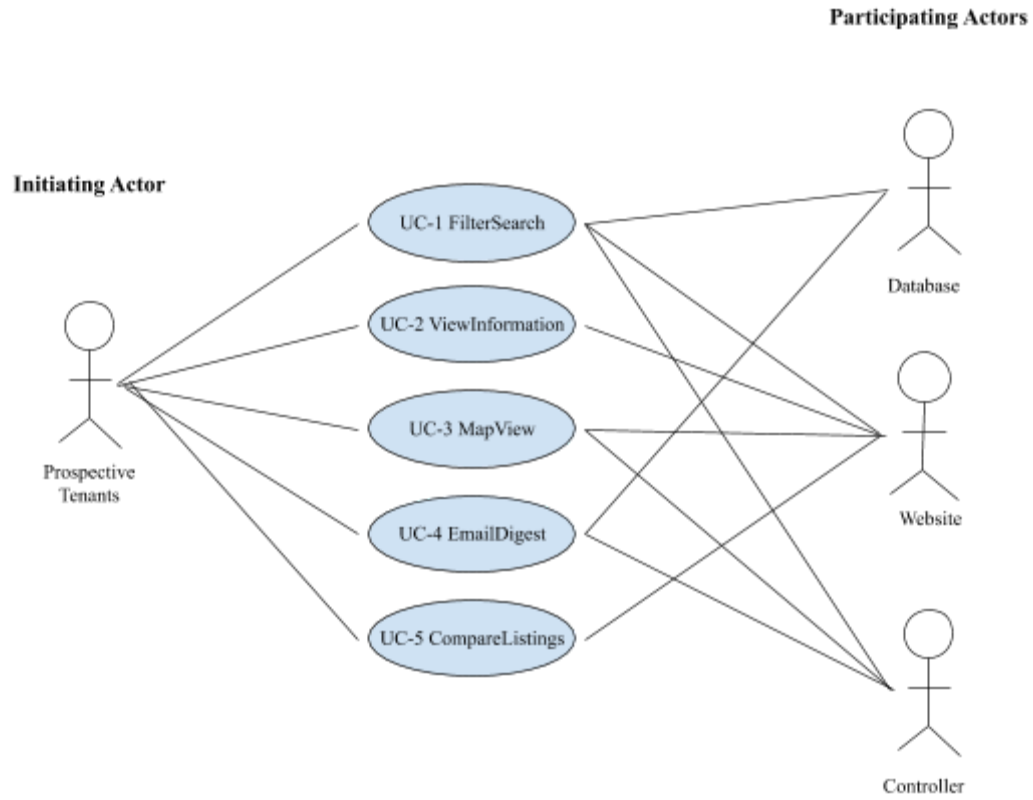 Participating Actors
Initiating Actor
UC-1 FilterSearch
UC-2 ViewInformation
UC-3 MapView
UC-4 EmailDigest
UC-5 CompareListings
Prospective
Tenants
Database
Website
Controller